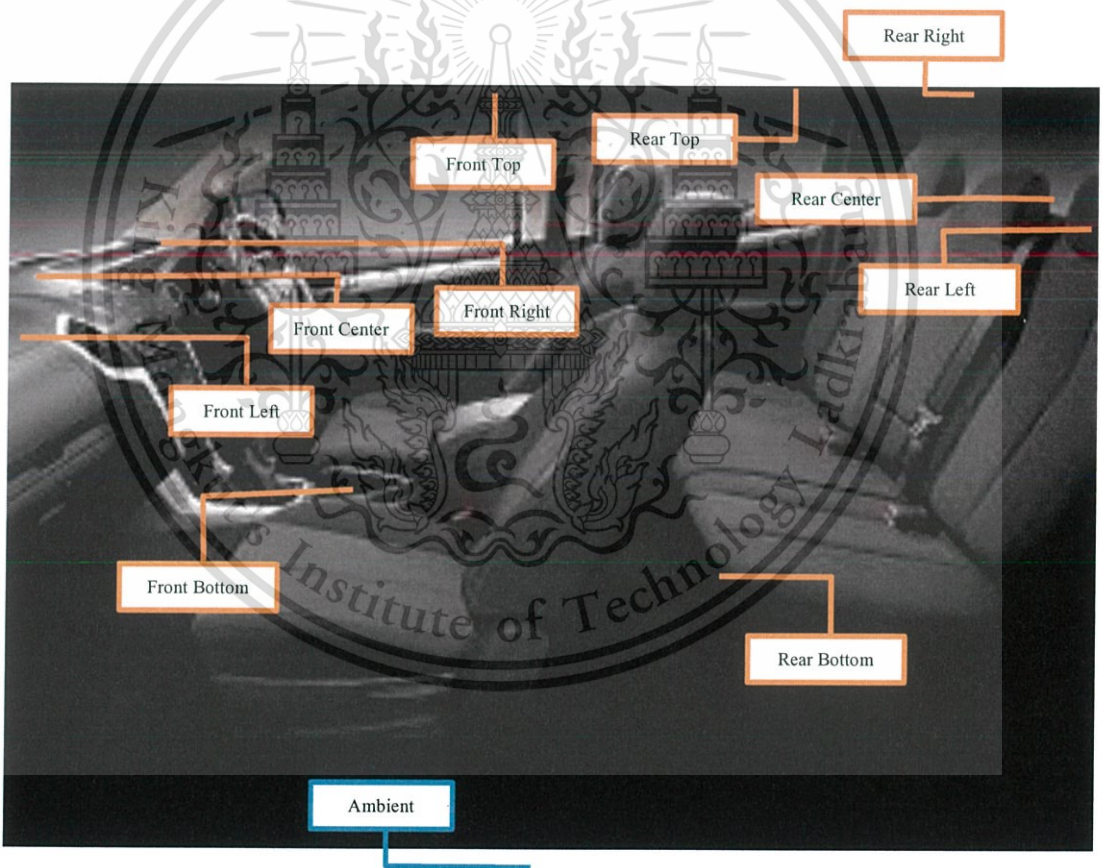 Rear Right
Rear Top
Front Top
Rear Center
Rear Left
Front Right
Front Center
Front Left
Front Bottom
Rear Bottom
Ambient
Institute of Technology Ladkrabang